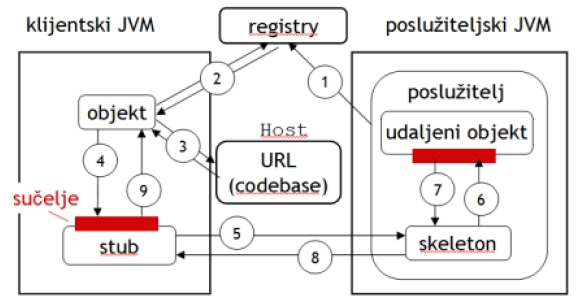 klijentski JVM
registry
poslužiteljski JVM
2
1
poslužitelj
objekt
udaljeni objekt
3
Host
URL
(codebase)
4
9
7
6
sučelje
stub
5
skeleton
8